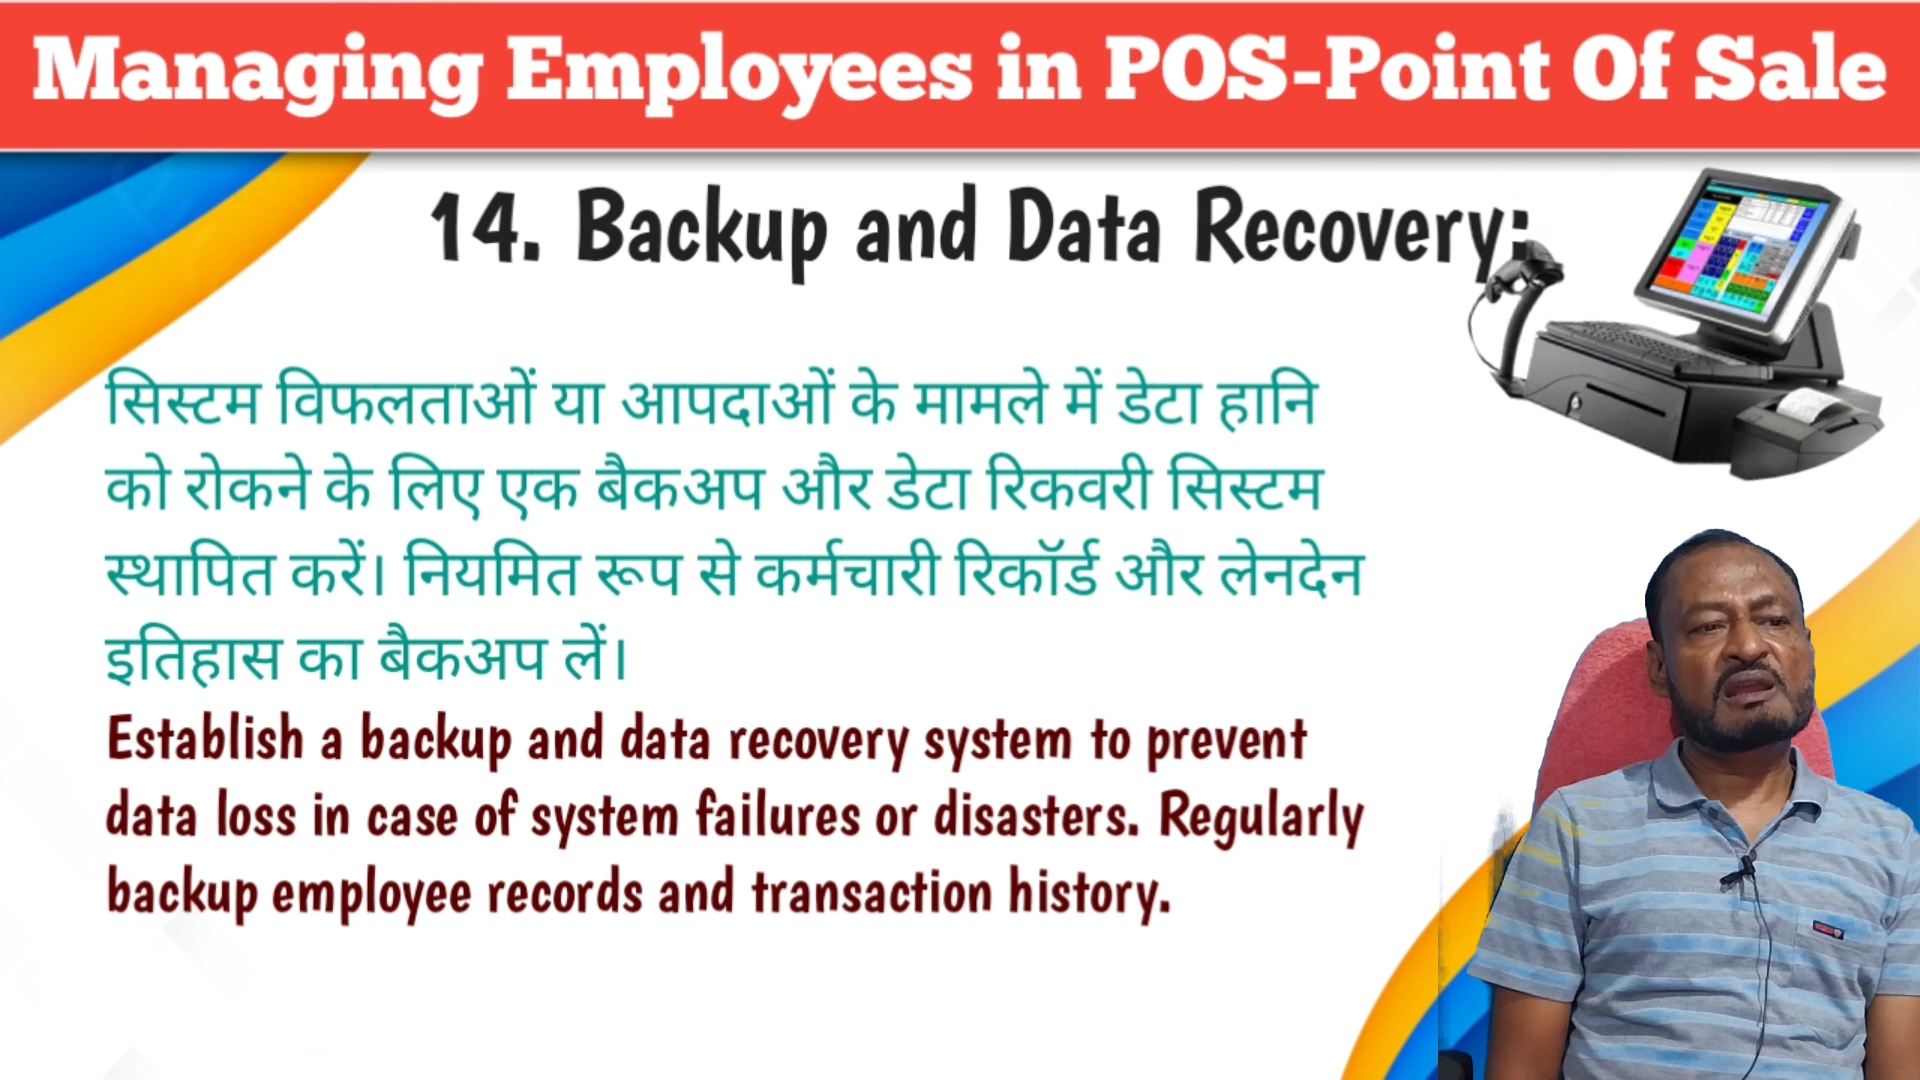 Managing Employees in POS-Point Of Sale
14. Backup and Data Recovery:
सिस्टम विफलताओं या आपदाओं के मामले में डेटा हानि
को रोकने के लिए एक बैकअप और डेटा रिकवरी सिस्टम
स्थापित करें। नियमित रूप से कर्मचारी रिकॉर्ड और लेनदेन
इतिहास का बैकअप लें।
Establish a backup and data recovery system to prevent
data loss in case of system failures or disasters. Regularly
backup employee records and transaction history.